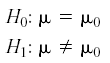 H₀: μ = μ₀
H₁: μ ≠ μ₀